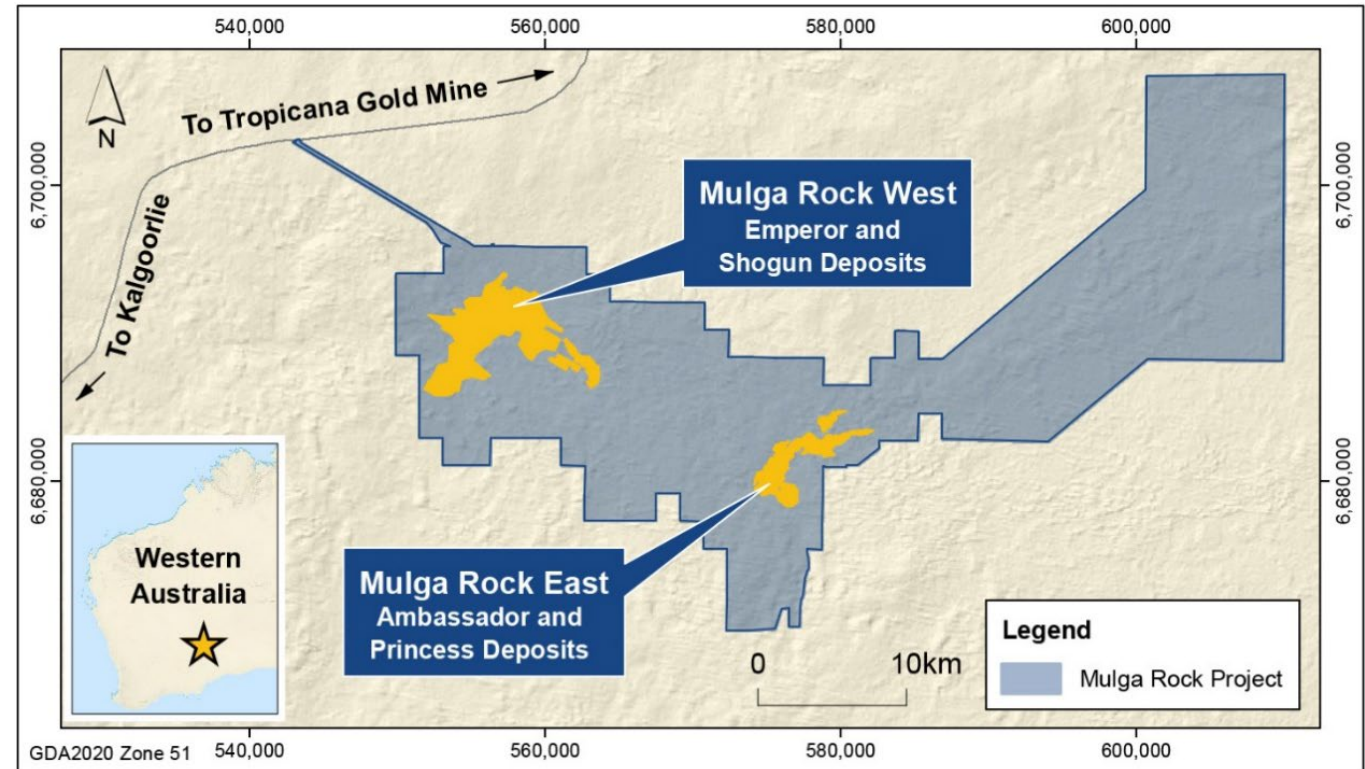 540,000
560,000
580,000
600,000
To Tropicana Gold Mine
N
6,700,000
6,700,000
Mulga Rock West
Emperor and
Shogun Deposits
To Kalgoorlie
6,680,000
6,680,000
Western
Australia
Mulga Rock East
Ambassador and
Princess Deposits
0 10km
Legend
Mulga Rock Project
GDA2020 Zone 51
540,000
560,000
580,000
600,000